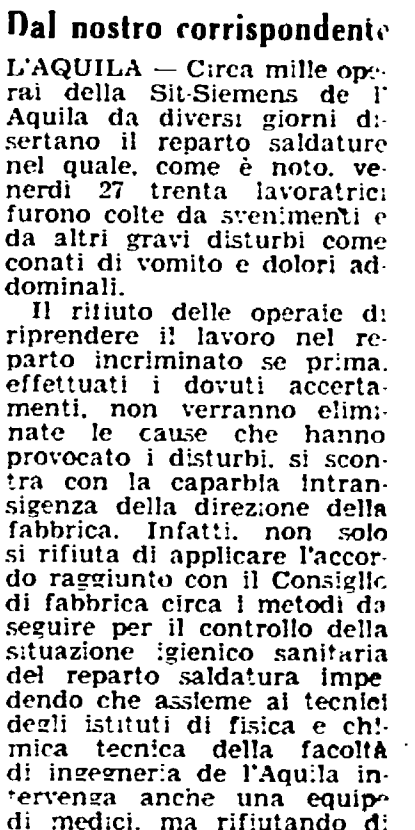 Dal nostro corrispondente
L'AQUILA — Circa mille ope-
rai della Sit-Siemens de l'
Aquila da diversi giorni di-
sertano il reparto saldature
nel quale, come è noto, ve-
nerdì 27 trenta lavoratrici
furono colte da svenimenti e
da altri gravi disturbi come
conati di vomito e dolori ad-
dominali.
Il rifiuto delle operaie di
riprendere il lavoro nel re-
parto incriminato se prima,
effettuati i dovuti accerta-
menti, non verranno elimi-
nate le cause che hanno
provocato i disturbi, si scon-
tra con la caparbia intran-
sigenza della direzione della
fabbrica. Infatti, non solo
si rifiuta di applicare l'accor-
do raggiunto con il Consiglio
di fabbrica circa i metodi da
seguire per il controllo della
situazione igienico sanitaria
del reparto saldatura impe
dendo che assieme ai tecnici
degli istituti di fisica e chi-
mica tecnica della facoltà
di ingegneria de l'Aquila in-
tervenga anche una equipe
di medici, ma rifiutando di